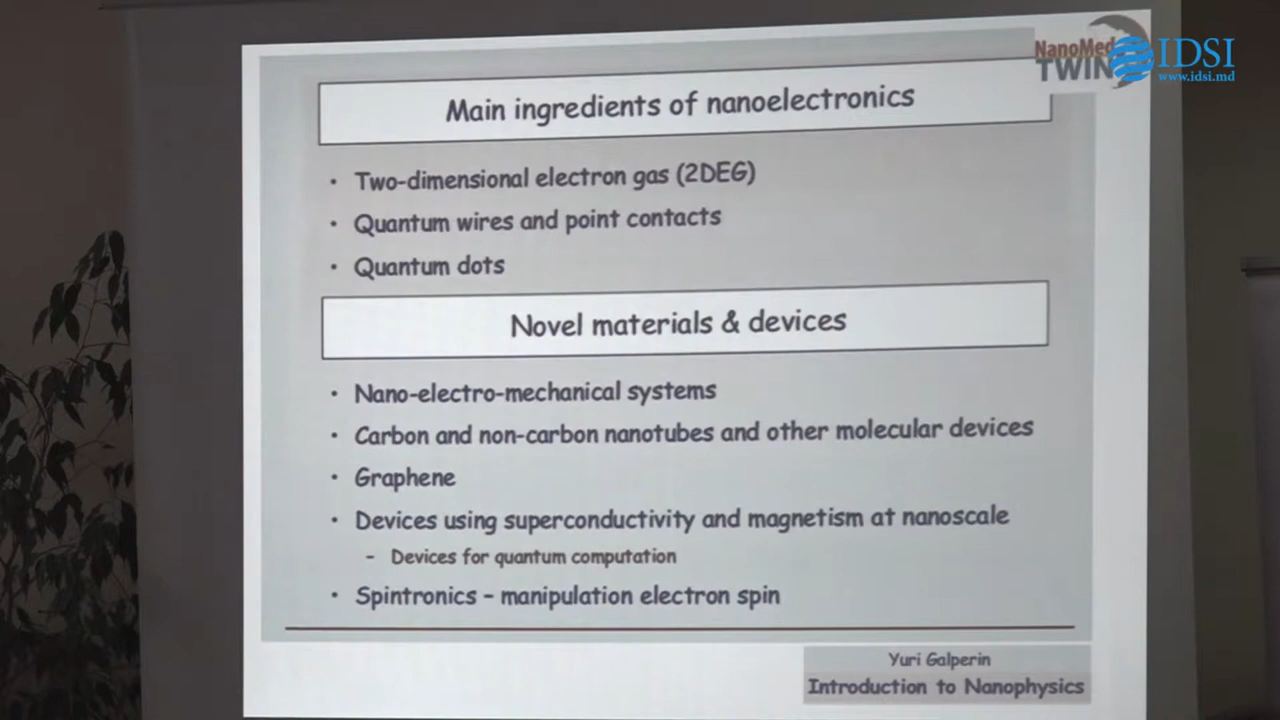 NanoMed
TWIN
IDSI
www.idsi.md
Main ingredients of nanoelectronics
• Two-dimensional electron gas (2DEG)
• Quantum wires and point contacts
• Quantum dots
Novel materials & devices
• Nano-electro-mechanical systems
• Carbon and non-carbon nanotubes and other molecular devices
• Graphene
• Devices using superconductivity and magnetism at nanoscale
– Devices for quantum computation
• Spintronics – manipulation electron spin
Yuri Galperin
Introduction to Nanophysics